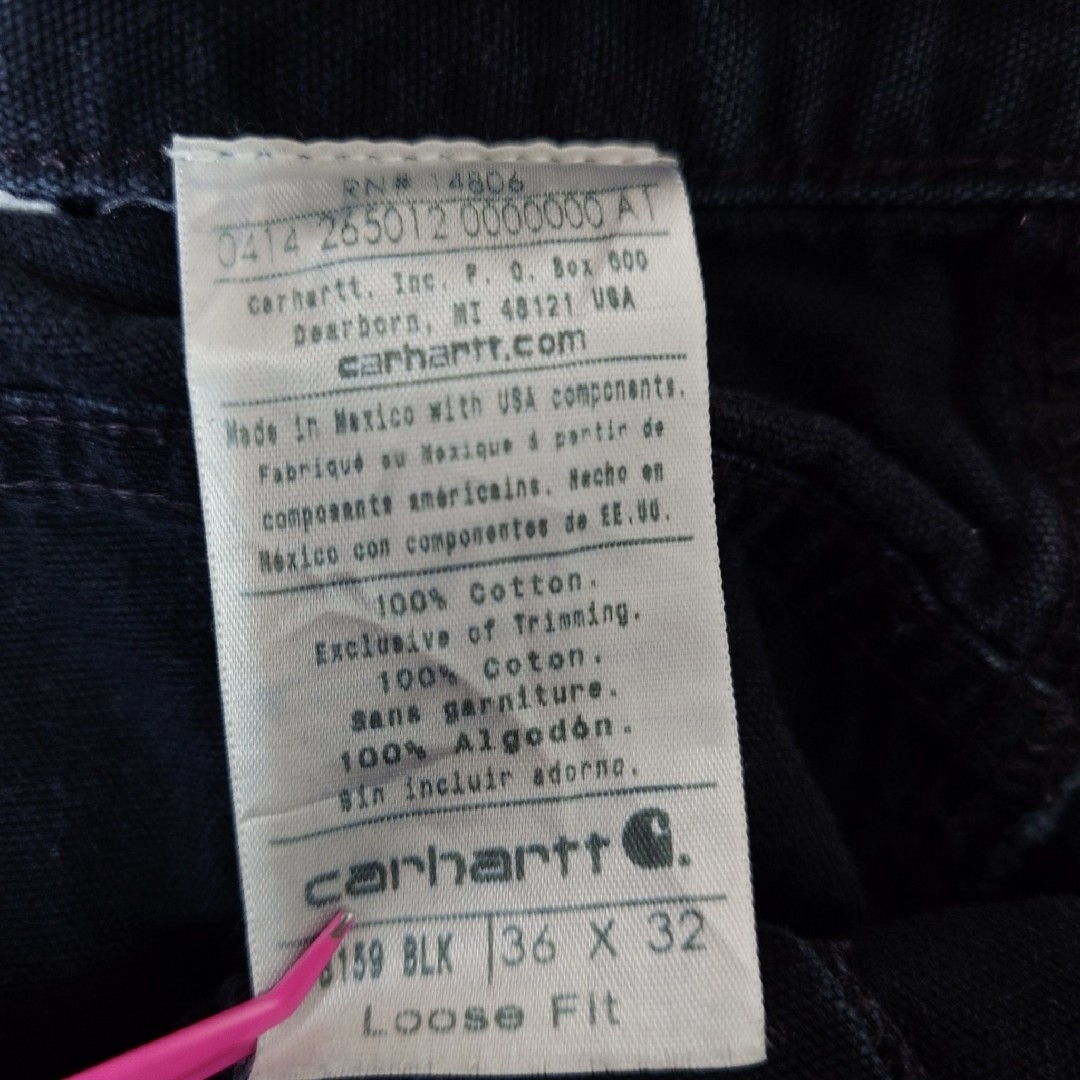 RN# 14806
0414 265012 0000000 A1
Carhartt, Inc. P. O. Box 600
Dearborn, MI 48121 USA
carhartt.com
Made in Mexico with USA components.
Fabriqué au Mexique à partir de
composants américains. Hecho en
México con componentes de EE.UU.
100% Cotton.
Exclusive of Trimming.
100% Coton.
Sans garniture.
100% Algodón.
Sin incluir adorno.
carhartt
BLK 36 X 32
Loose Fit